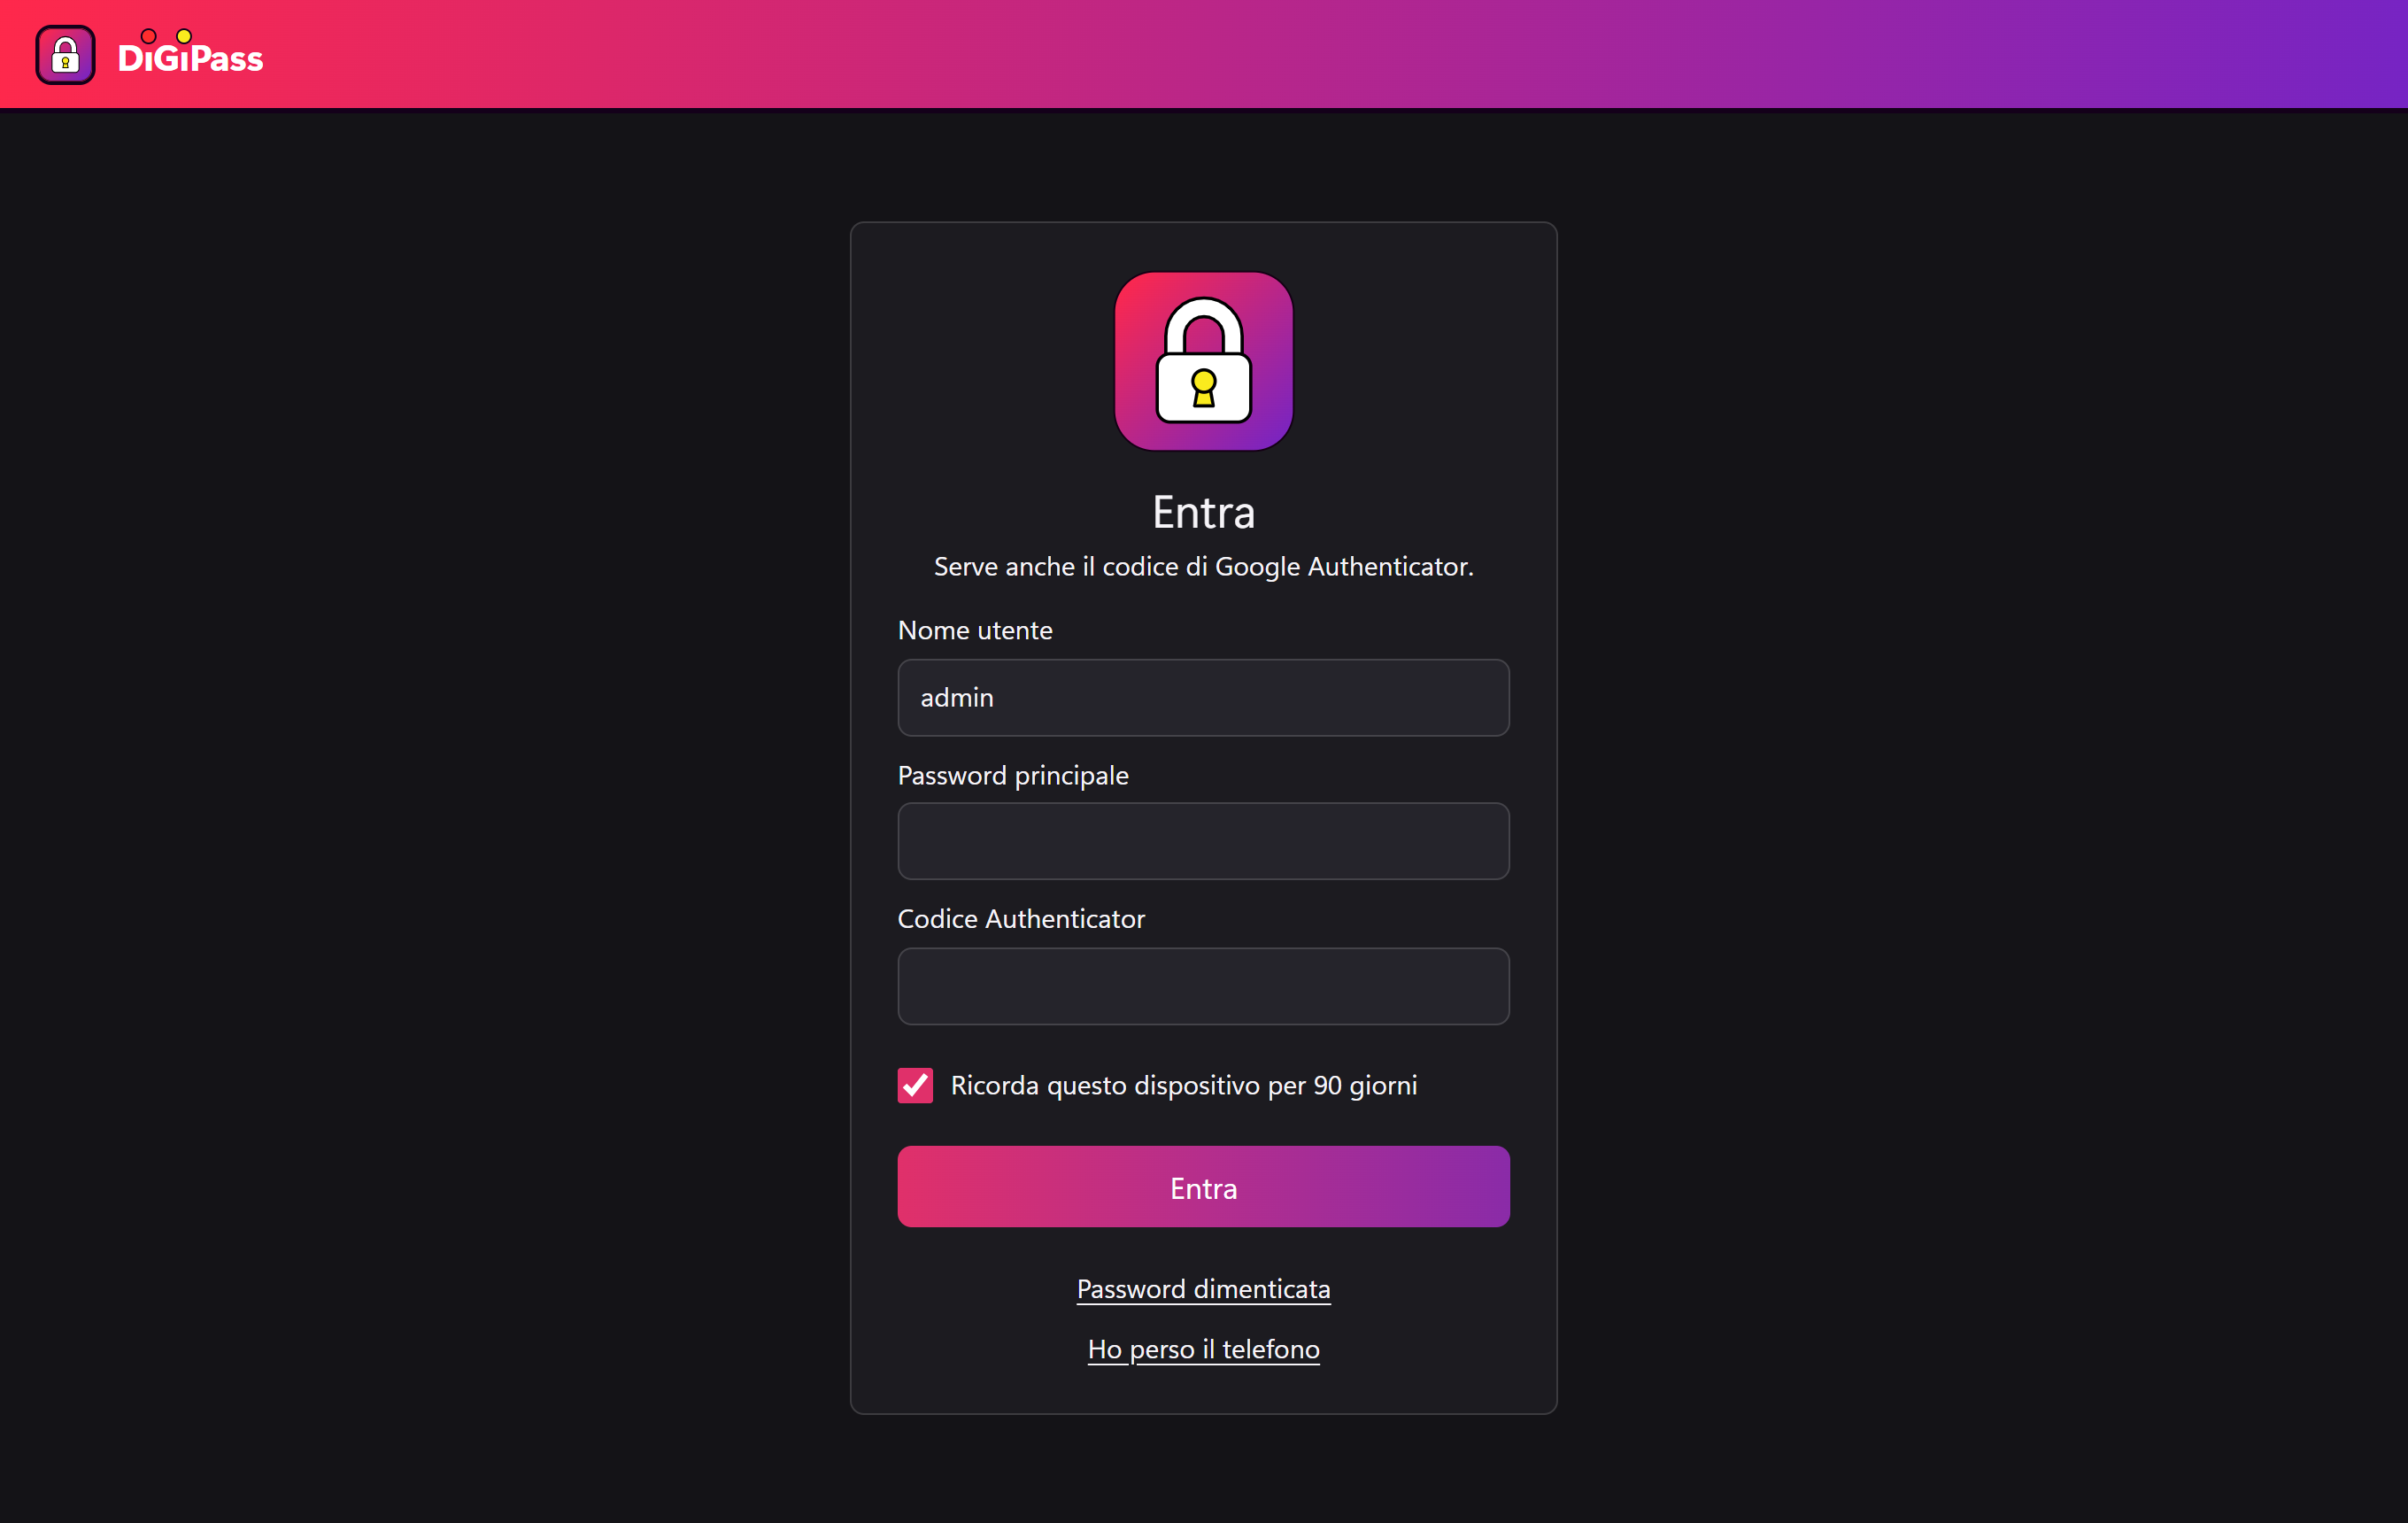 DiGiPass
Entra
Serve anche il codice di Google Authenticator.
Nome utente
admin
Password principale
Codice Authenticator
Ricorda questo dispositivo per 90 giorni
Entra
Password dimenticata
Ho perso il telefono